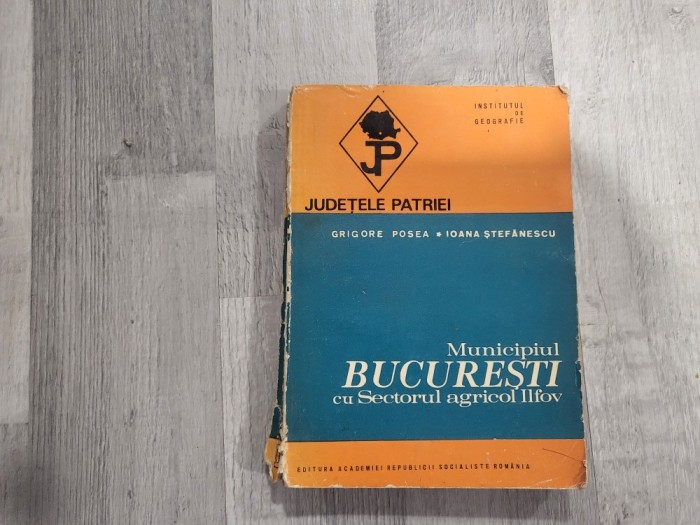 INSTITUTUL
DE
GEOGRAFIE
JP
JUDEȚELE PATRIEI
GRIGORE POSEA • IOANA ȘTEFĂNESCU
Municipiul
BUCUREȘTI
cu Sectorul agricol Ilfov
EDITURA ACADEMIEI REPUBLICII SOCIALISTE ROMÂNIA